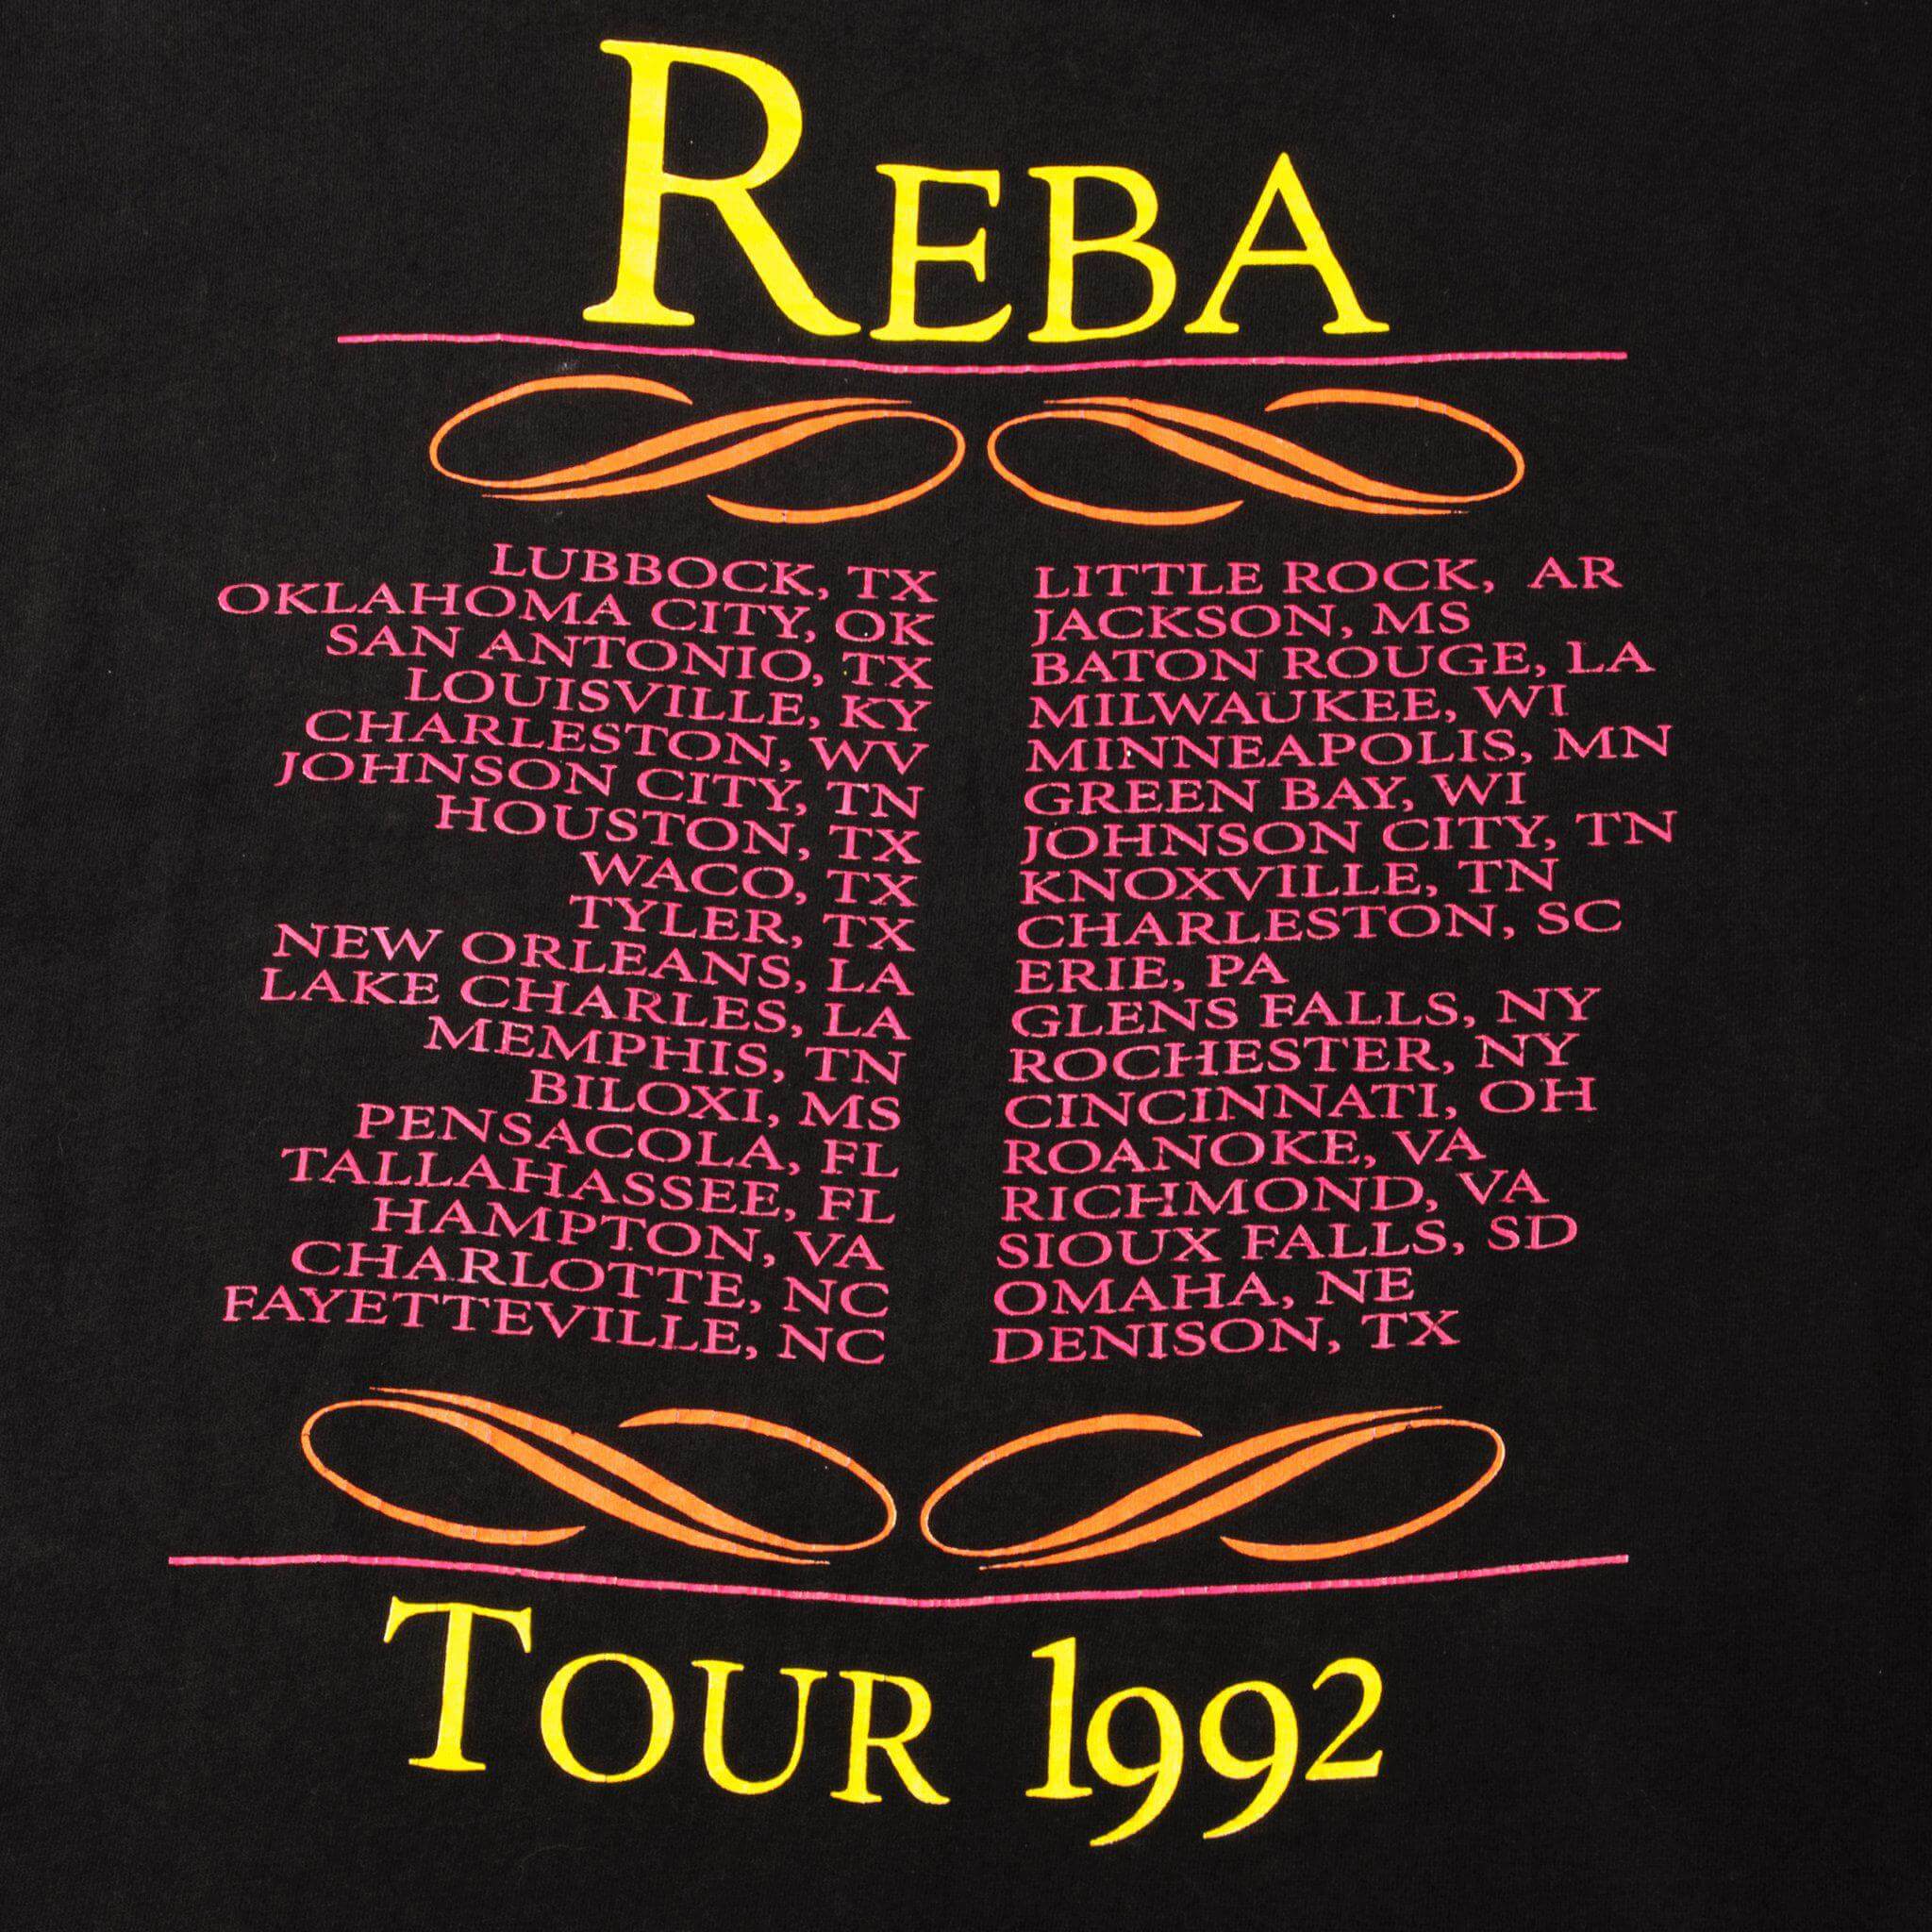 REBA
LUBBOCK, TX
OKLAHOMA CITY, OK
SAN ANTONIO, TX
LOUISVILLE, KY
CHARLESTON, WV
JOHNSON CITY, TN
HOUSTON, TX
WACO, TX
TYLER, TX
NEW ORLEANS, LA
LAKE CHARLES, LA
MEMPHIS, TN
BILOXI, MS
PENSACOLA, FL
TALLAHASSEE, FL
HAMPTON, VA
CHARLOTTE, NC
FAYETTEVILLE, NC
LITTLE ROCK, AR
JACKSON, MS
BATON ROUGE, LA
MILWAUKEE, WI
MINNEAPOLIS, MN
GREEN BAY, WI
JOHNSON CITY, TN
KNOXVILLE, TN
CHARLESTON, SC
ERIE, PA
GLENS FALLS, NY
ROCHESTER, NY
CINCINNATI, OH
ROANOKE, VA
RICHMOND, VA
SIOUX FALLS, SD
OMAHA, NE
DENISON, TX
TOUR 1992